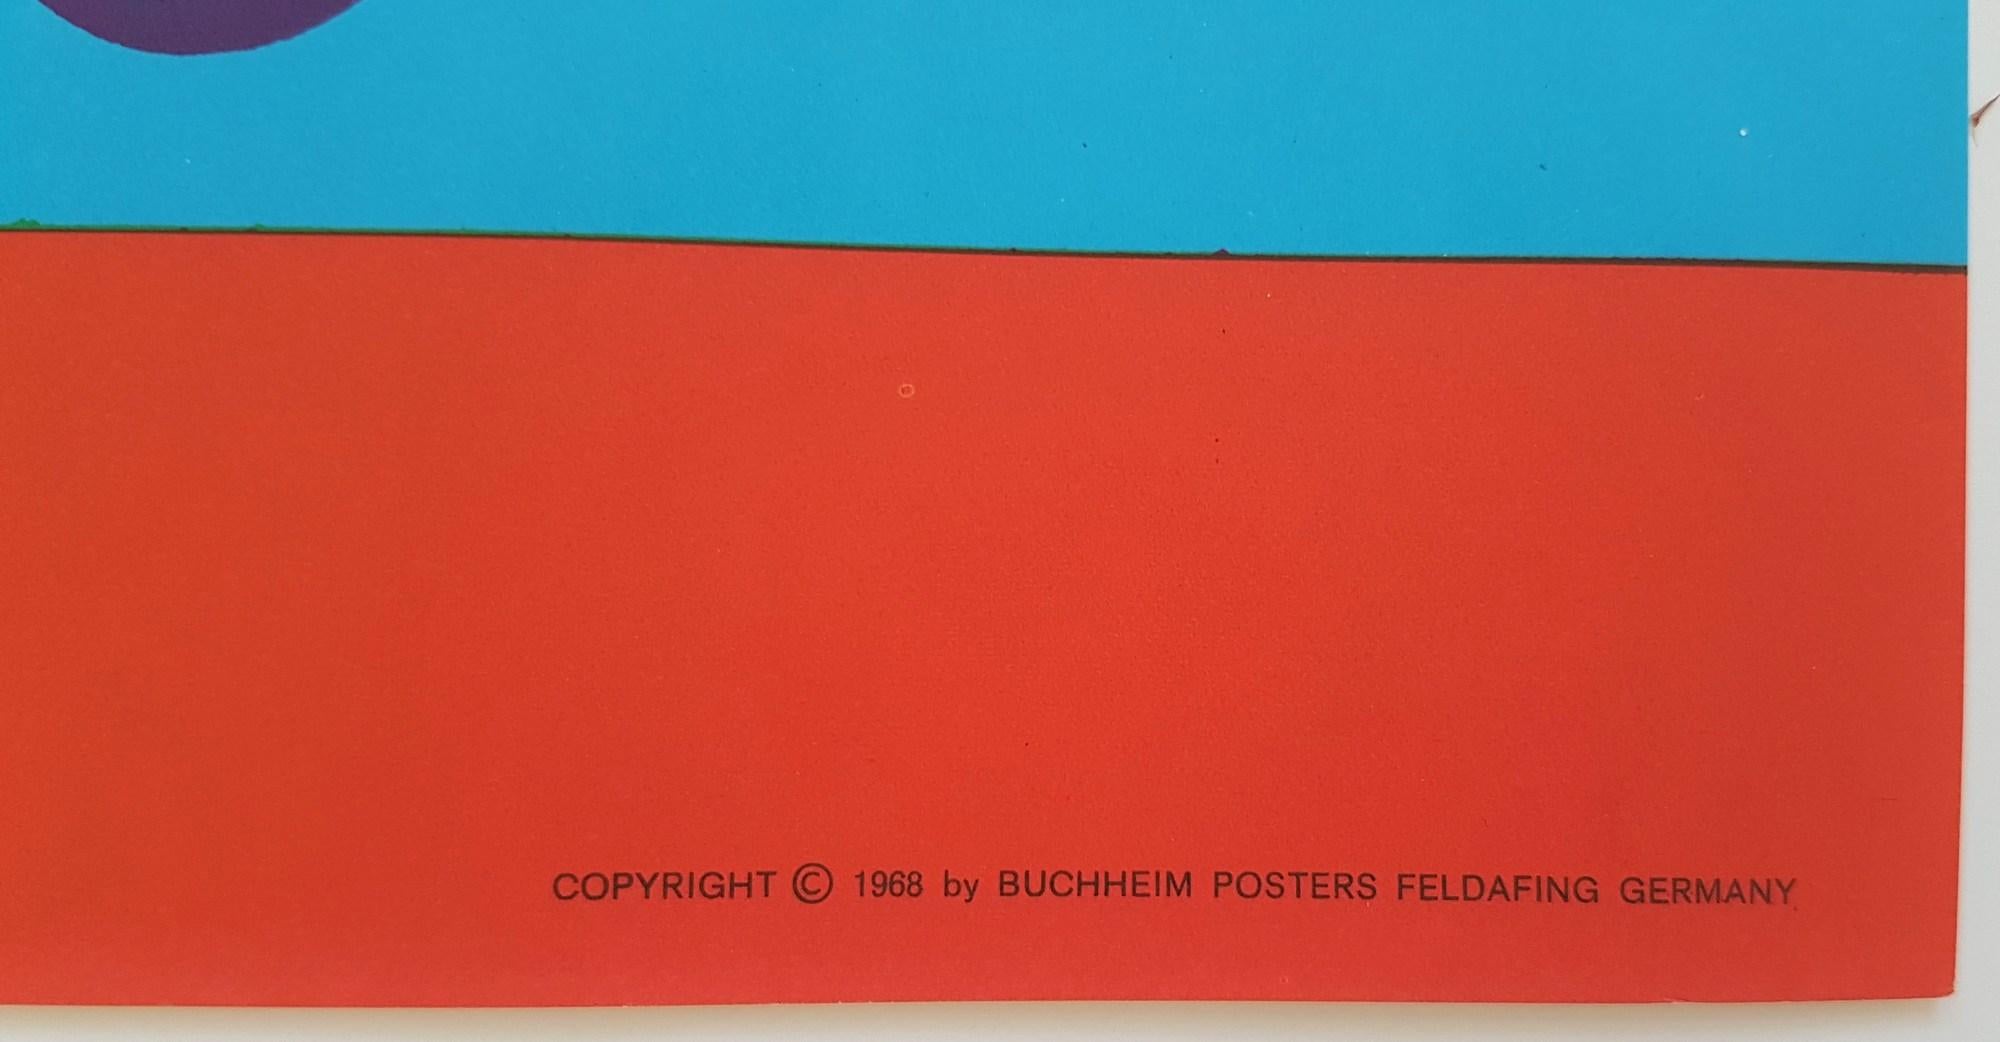 COPYRIGHT © 1968 by BUCHHEIM POSTERS FELDAFING GERMANY